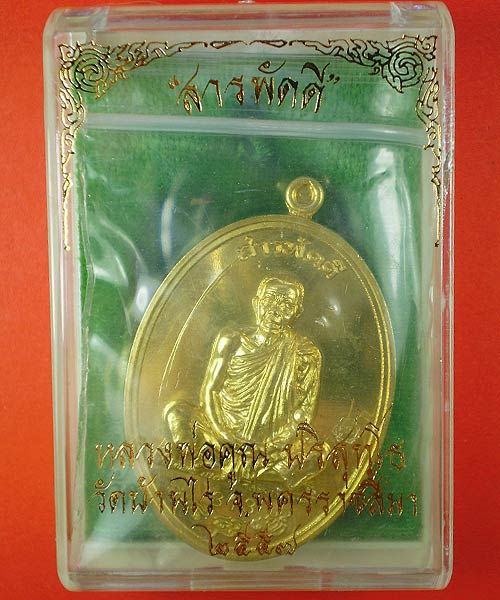 "สารพัดดี"
สารพัดดี
หลวงพ่อคูณ ปริสุทฺโธ
วัดบ้านไร่ จ.นครราชสีมา
๒๕๕๗